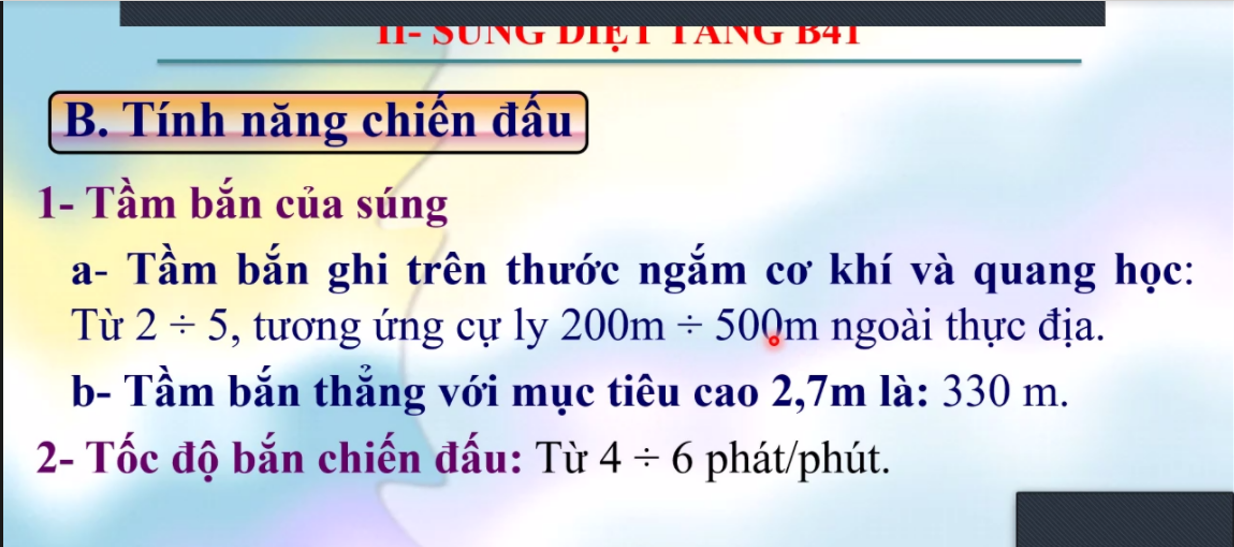 II- SÚNG DIỆT TĂNG B41
B. Tính năng chiến đấu
1- Tầm bắn của súng
a- Tầm bắn ghi trên thước ngắm cơ khí và quang học:
Từ 2 ÷ 5, tương ứng cự ly 200m ÷ 500m ngoài thực địa.
b- Tầm bắn thẳng với mục tiêu cao 2,7m là: 330 m.
2- Tốc độ bắn chiến đấu: Từ 4 ÷ 6 phát/phút.